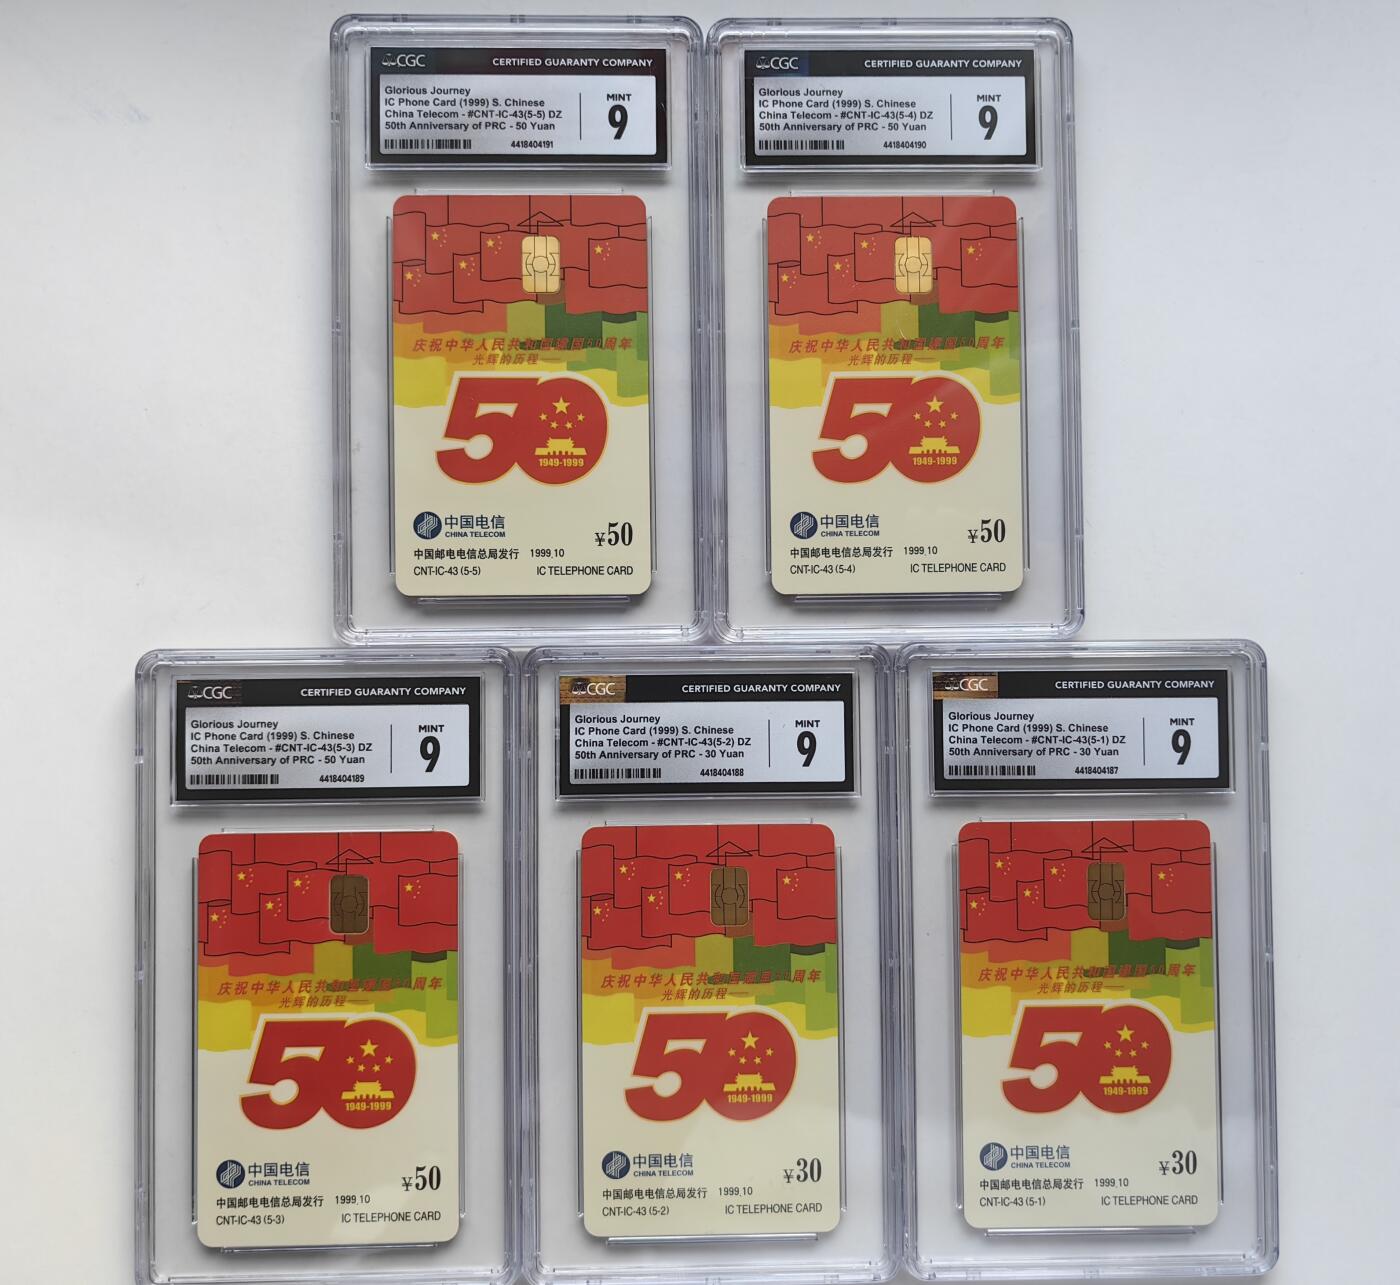 CGC CERTIFIED GUARANTY COMPANY
Glorious Journey
IC Phone Card (1999) S. Chinese
China Telecom - #CNT-IC-43(5-5) DZ
50th Anniversary of PRC - 50 Yuan
4418404191
MINT
9
庆祝中华人民共和国建国50周年
光辉的历程——
50
1949-1999
中国电信
CHINA TELECOM
¥50
中国邮电电信总局发行 1999.10
CNT-IC-43 (5-5) IC TELEPHONE CARD
CGC CERTIFIED GUARANTY COMPANY
Glorious Journey
IC Phone Card (1999) S. Chinese
China Telecom - #CNT-IC-43(5-4) DZ
50th Anniversary of PRC - 50 Yuan
4418404190
MINT
9
庆祝中华人民共和国建国50周年
光辉的历程——
50
1949-1999
中国电信
CHINA TELECOM
¥50
中国邮电电信总局发行 1999.10
CNT-IC-43 (5-4) IC TELEPHONE CARD
CGC CERTIFIED GUARANTY COMPANY
Glorious Journey
IC Phone Card (1999) S. Chinese
China Telecom - #CNT-IC-43(5-3) DZ
50th Anniversary of PRC - 50 Yuan
4418404189
MINT
9
庆祝中华人民共和国建国50周年
光辉的历程——
50
1949-1999
中国电信
CHINA TELECOM
¥50
中国邮电电信总局发行 1999.10
CNT-IC-43 (5-3) IC TELEPHONE CARD
CGC CERTIFIED GUARANTY COMPANY
Glorious Journey
IC Phone Card (1999) S. Chinese
China Telecom - #CNT-IC-43(5-2) DZ
50th Anniversary of PRC - 30 Yuan
4418404188
MINT
9
庆祝中华人民共和国建国50周年
光辉的历程——
50
1949-1999
中国电信
CHINA TELECOM
¥30
中国邮电电信总局发行 1999.10
CNT-IC-43 (5-2) IC TELEPHONE CARD
CGC CERTIFIED GUARANTY COMPANY
Glorious Journey
IC Phone Card (1999) S. Chinese
China Telecom - #CNT-IC-43(5-1) DZ
50th Anniversary of PRC - 30 Yuan
4418404187
MINT
9
庆祝中华人民共和国建国50周年
光辉的历程——
50
1949-1999
中国电信
CHINA TELECOM
¥30
中国邮电电信总局发行 1999.10
CNT-IC-43 (5-1) IC TELEPHONE CARD